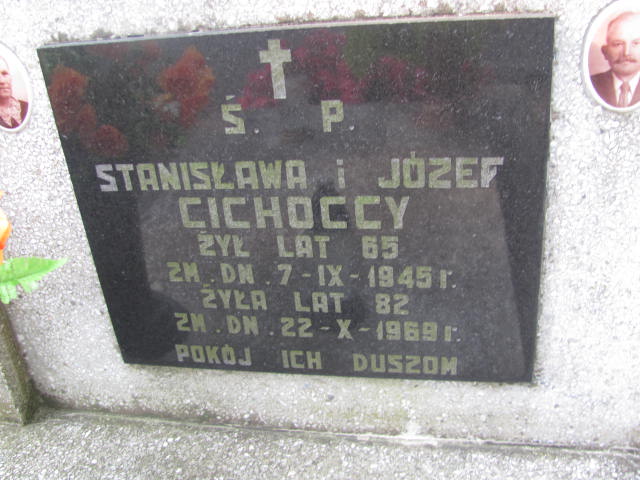 Ś. P.
STANISŁAWA i JÓZEF
CICHOCCY
ŻYŁ LAT 65
ZM. DN. 7-IX-1945 r.
ŻYŁA LAT 82
ZM. DN. 22-X-1969 r.
POKÓJ ICH DUSZOM